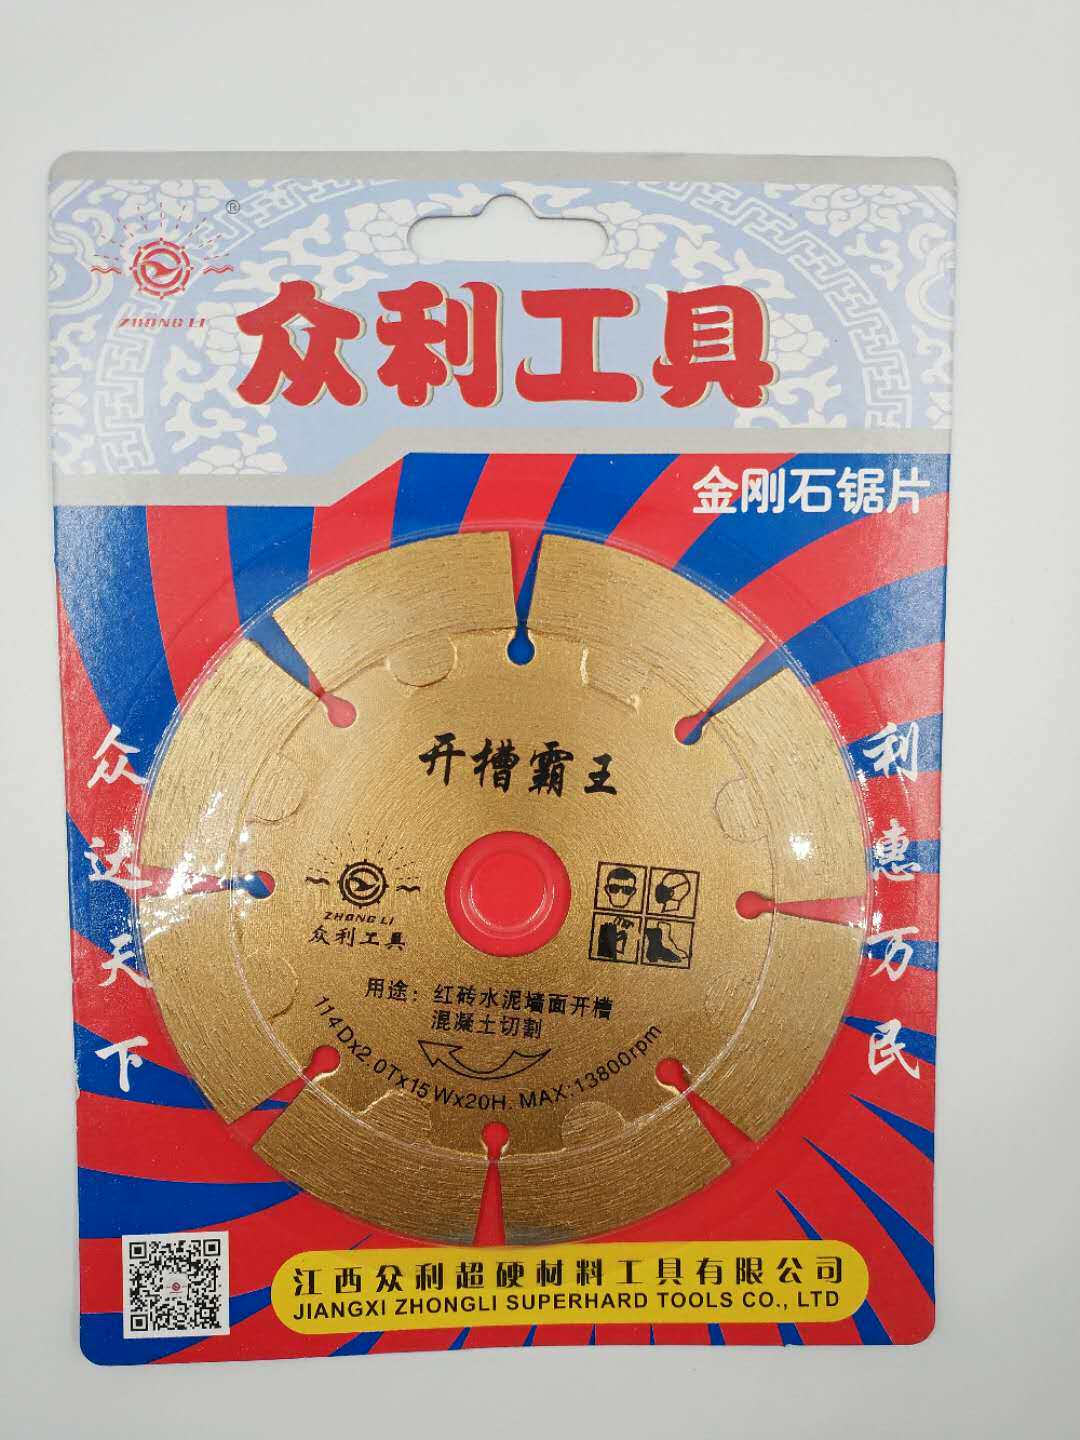 ®
ZHONG LI
众利工具
金刚石锯片
众达天下
利惠万民
开槽霸王
ZHONG LI
众利工具
用途：红砖水泥墙面开槽
混凝土切割
114Dx2.0Tx15Wx20H. MAX:13800rpm
江西众利超硬材料工具有限公司
JIANGXI ZHONGLI SUPERHARD TOOLS CO., LTD